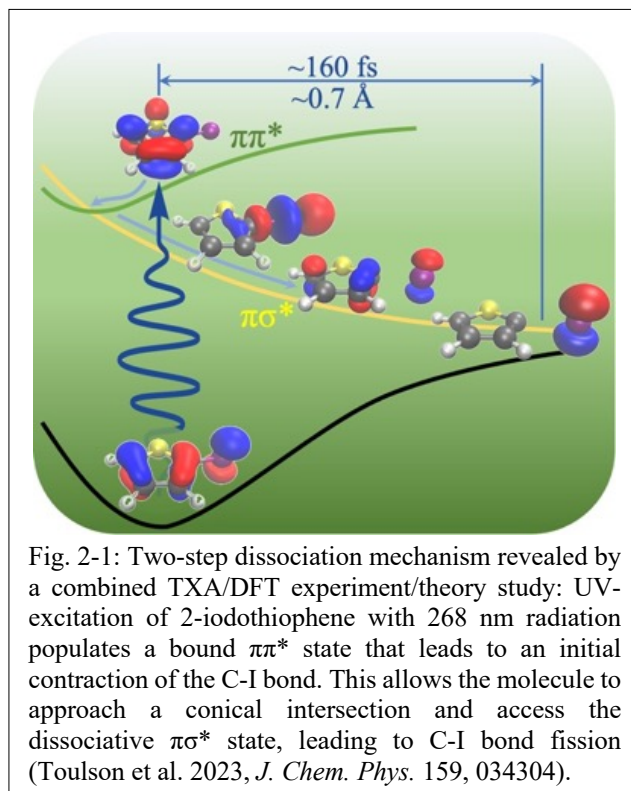 ~160 fs
~0.7 Å
ππ*
πσ*
Fig. 2-1: Two-step dissociation mechanism revealed by
a combined TXA/DFT experiment/theory study: UV-
excitation of 2-iodothiophene with 268 nm radiation
populates a bound ππ* state that leads to an initial
contraction of the C-I bond. This allows the molecule to
approach a conical intersection and access the
dissociative πσ* state, leading to C-I bond fission
(Toulson et al. 2023, J. Chem. Phys. 159, 034304).